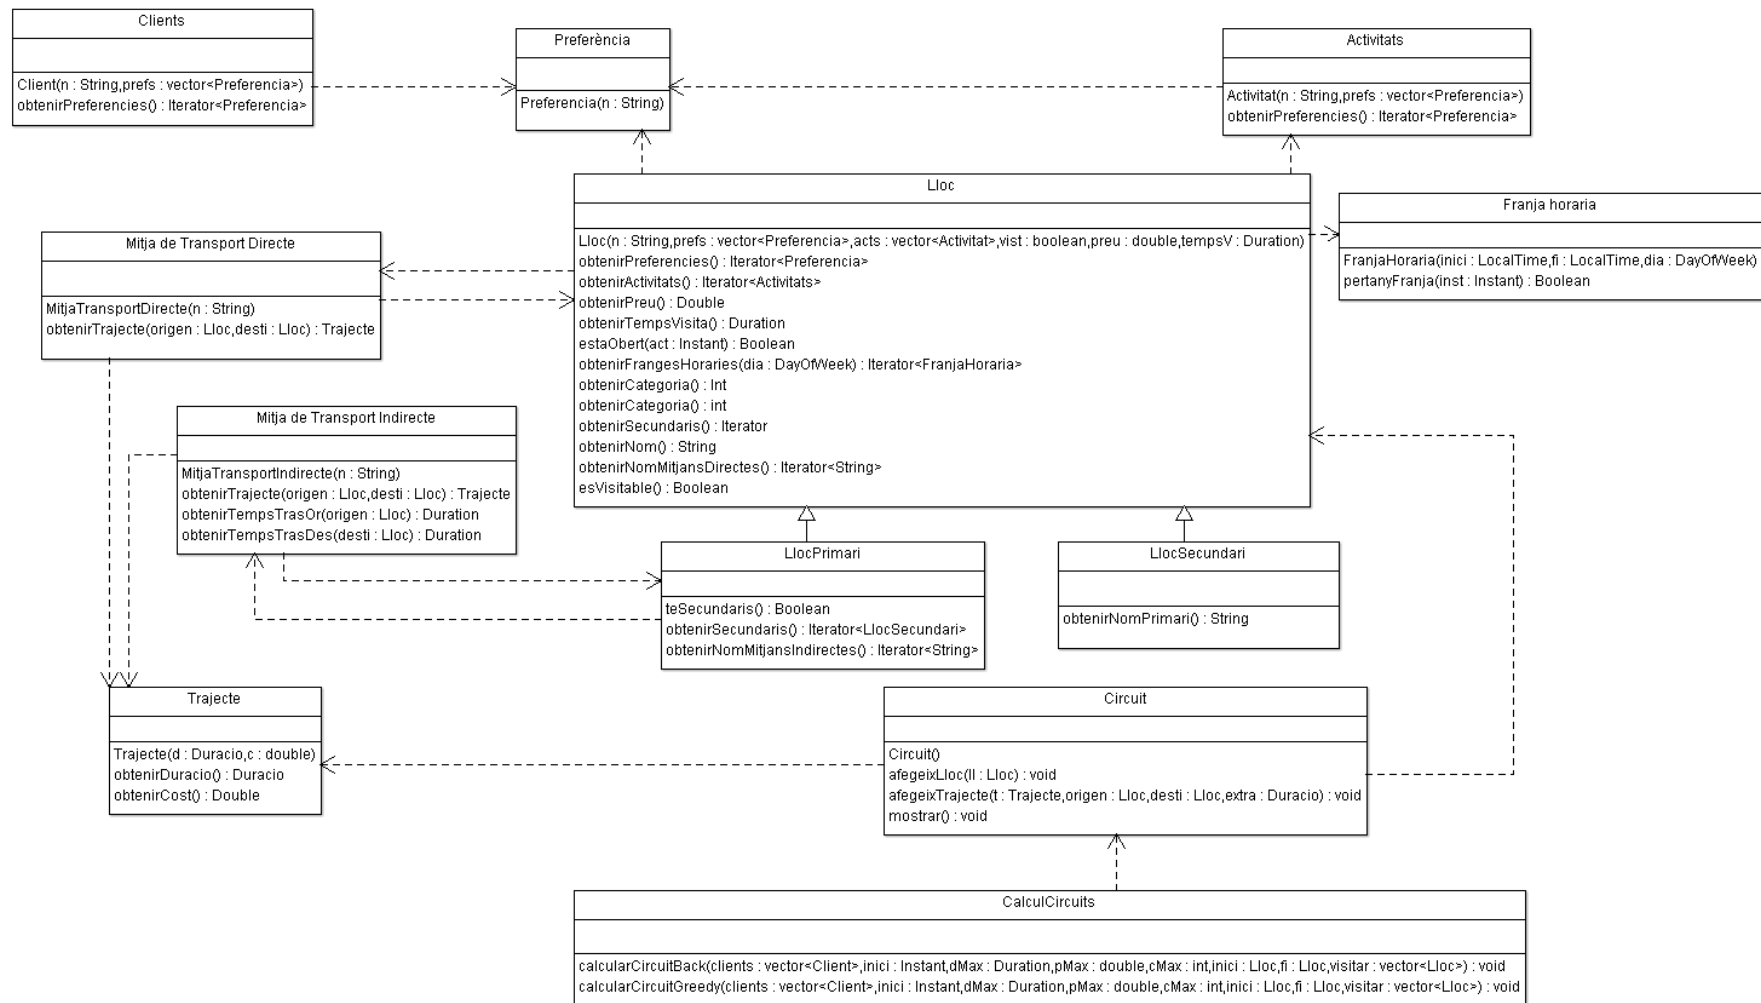 Clients
Client(n : String,prefs : vector<Preferencia>)
obtenirPreferencies() : Iterator<Preferencia>
Preferència
Preferencia(n : String)
Activitats
Activitat(n : String,prefs : vector<Preferencia>)
obtenirPreferencies() : Iterator<Preferencia>
Lloc
Lloc(n : String,prefs : vector<Preferencia>,acts : vector<Activitat>,vist : boolean,preu : double,tempsV : Duration)
obtenirPreferencies() : Iterator<Preferencia>
obtenirActivitats() : Iterator<Activitats>
obtenirPreu() : Double
obtenirTempsVisita() : Duration
estaObert(act : Instant) : Boolean
obtenirFrangesHoraries(dia : DayOfWeek) : Iterator<FranjaHoraria>
obtenirCategoria() : Int
obtenirCategoria() : int
obtenirSecundaris() : Iterator
obtenirNom() : String
obtenirNomMitjansDirectes() : Iterator<String>
esVisitable() : Boolean
Franja horaria
FranjaHoraria(inici : LocalTime,fi : LocalTime,dia : DayOfWeek)
pertanyFranja(inst : Instant) : Boolean
Mitja de Transport Directe
MitjaTransportDirecte(n : String)
obtenirTrajecte(origen : Lloc,desti : Lloc) : Trajecte
Mitja de Transport Indirecte
MitjaTransportIndirecte(n : String)
obtenirTrajecte(origen : Lloc,desti : Lloc) : Trajecte
obtenirTempsTrasOr(origen : Lloc) : Duration
obtenirTempsTrasDes(desti : Lloc) : Duration
LlocPrimari
teSecundaris() : Boolean
obtenirSecundaris() : Iterator<LlocSecundari>
obtenirNomMitjansIndirectes() : Iterator<String>
LlocSecundari
obtenirNomPrimari() : String
Trajecte
Trajecte(d : Duracio,c : double)
obtenirDuracio() : Duracio
obtenirCost() : Double
Circuit
Circuit()
afegeixLloc(ll : Lloc) : void
afegeixTrajecte(t : Trajecte,origen : Lloc,desti : Lloc,extra : Duracio) : void
mostrar() : void
CalculCircuits
calcularCircuitBack(clients : vector<Client>,inici : Instant,dMax : Duration,pMax : double,cMax : int,inici : Lloc,fi : Lloc,visitar : vector<Lloc>) : void
calcularCircuitGreedy(clients : vector<Client>,inici : Instant,dMax : Duration,pMax : double,cMax : int,inici : Lloc,fi : Lloc,visitar : vector<Lloc>) : void